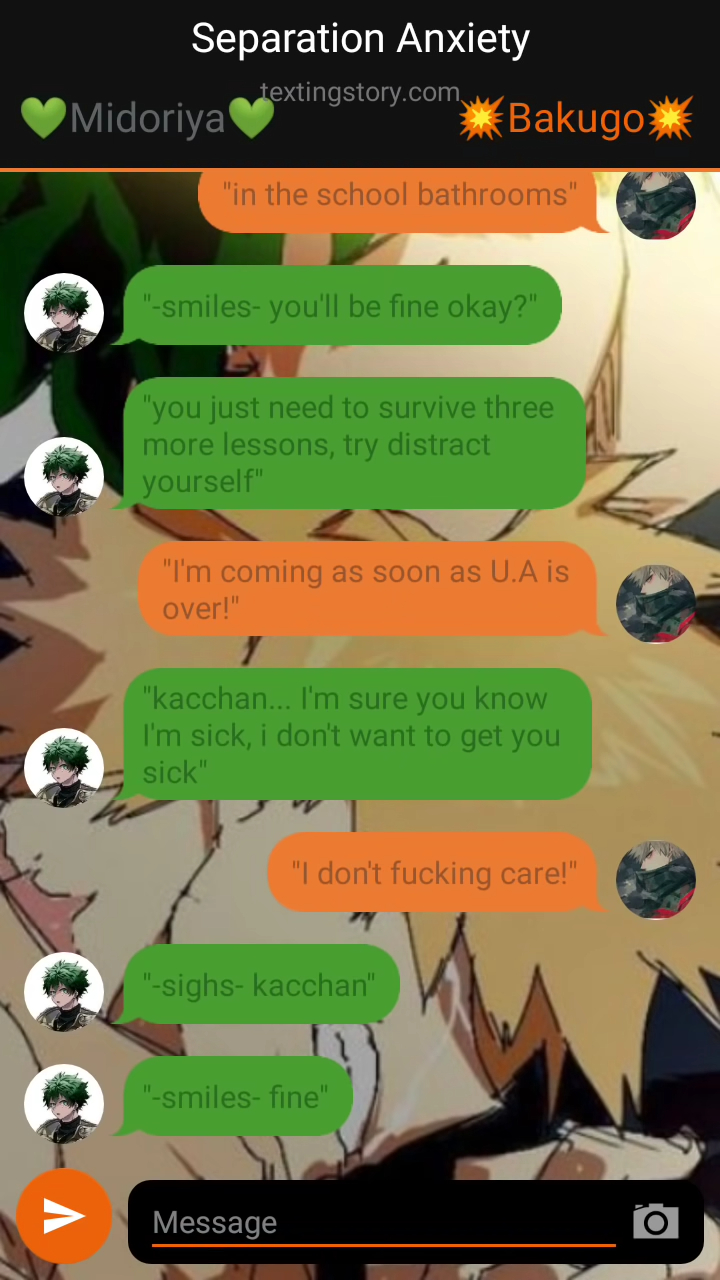 Separation Anxiety
textingstory.com
💚Midoriya💚
💥Bakugo💥
"in the school bathrooms"
"-smiles- you'll be fine okay?"
"you just need to survive three
more lessons, try distract
yourself"
"I'm coming as soon as U.A is
over!"
"kacchan... I'm sure you know
I'm sick, i don't want to get you
sick"
"I don't fucking care!"
"-sighs- kacchan"
"-smiles- fine"
Message